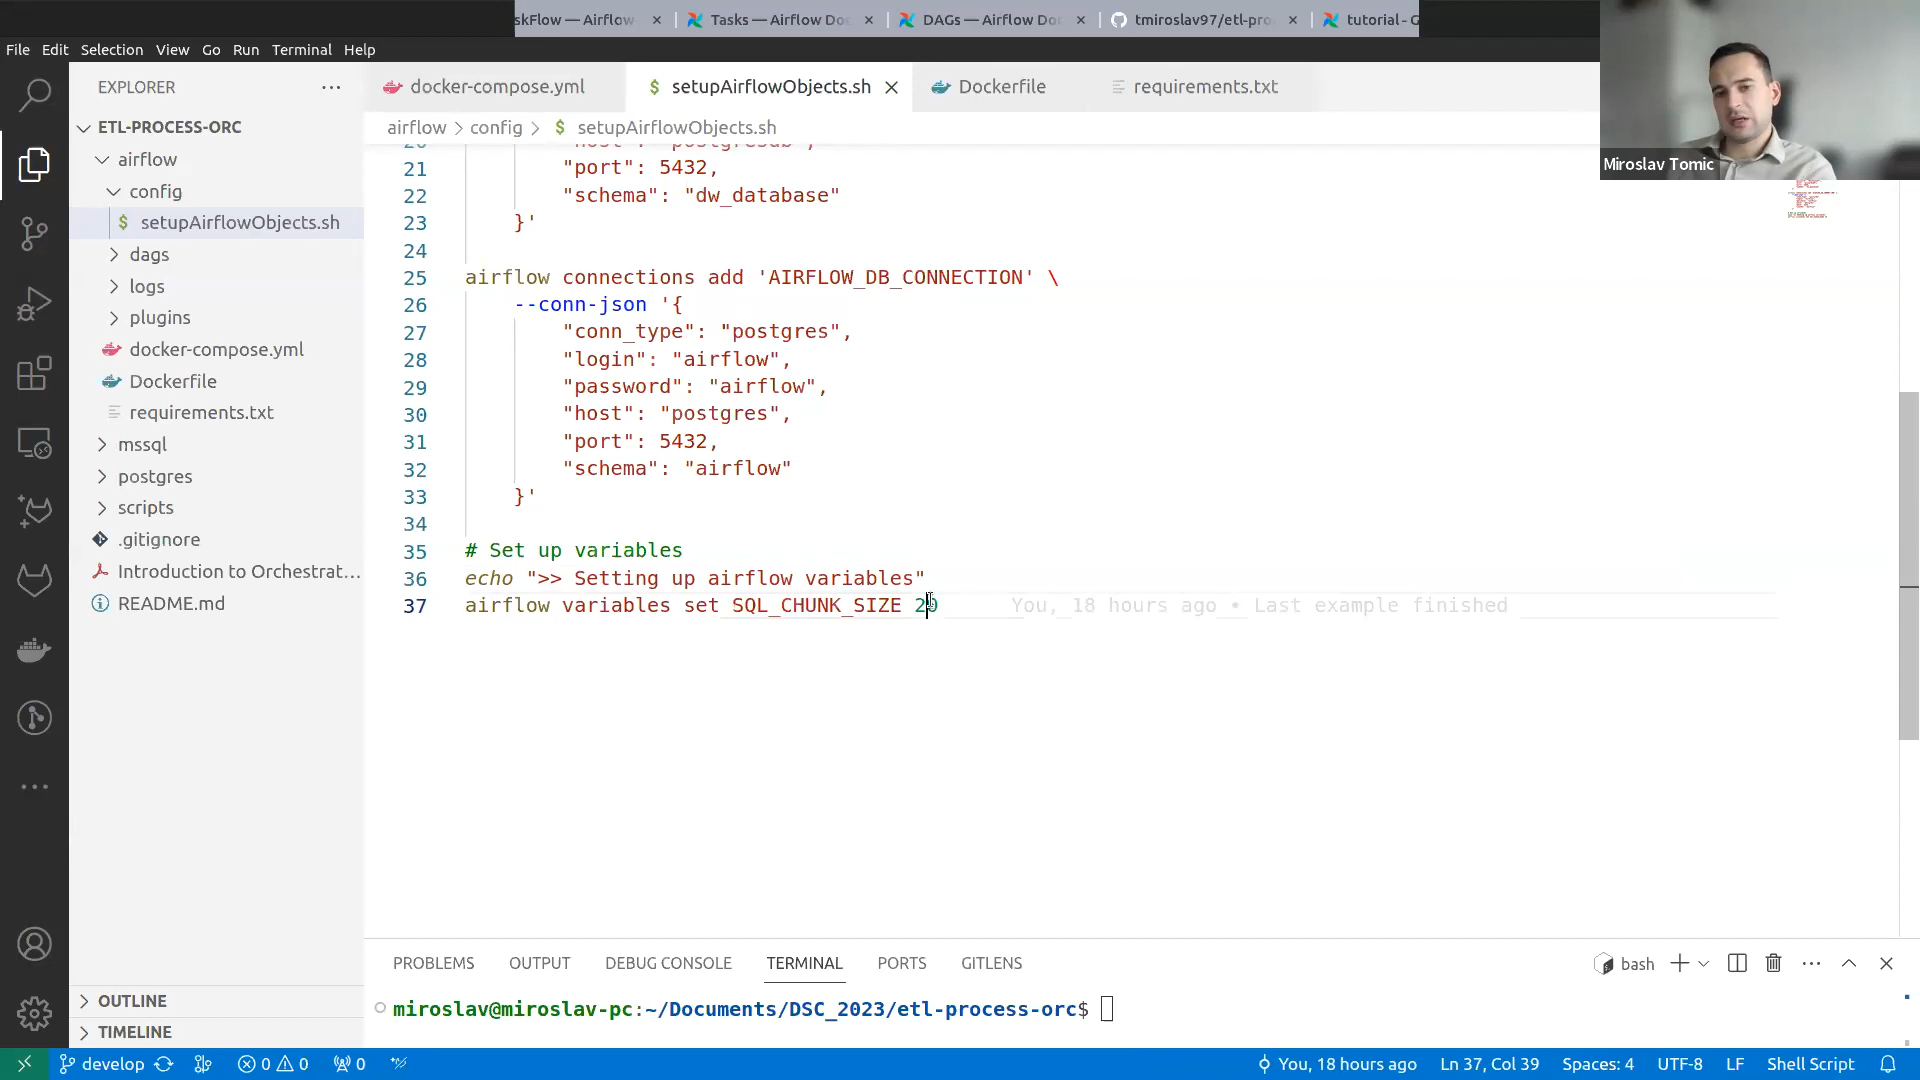 skFlow — Airflow
Tasks — Airflow Do
DAGs — Airflow Do
tmiroslav97/etl-pro
tutorial - G
File Edit Selection View Go Run Terminal Help
EXPLORER
docker-compose.yml
setupAirflowObjects.sh
Dockerfile
requirements.txt
Miroslav Tomic
airflow > config > $ setupAirflowObjects.sh
ETL-PROCESS-ORC
airflow
config
$ setupAirflowObjects.sh
dags
logs
plugins
docker-compose.yml
Dockerfile
requirements.txt
mssql
postgres
scripts
.gitignore
Introduction to Orchestrat...
README.md
OUTLINE
TIMELINE
21 "port": 5432,
22 "schema": "dw_database"
23 }'
24
25 airflow connections add 'AIRFLOW_DB_CONNECTION' \
26 --conn-json '{
27 "conn_type": "postgres",
28 "login": "airflow",
29 "password": "airflow",
30 "host": "postgres",
31 "port": 5432,
32 "schema": "airflow"
33 }'
34
35 # Set up variables
36 echo ">> Setting up airflow variables"
37 airflow variables set SQL_CHUNK_SIZE 20 You, 18 hours ago • Last example finished
PROBLEMS OUTPUT DEBUG CONSOLE TERMINAL PORTS GITLENS
bash
miroslav@miroslav-pc:~/Documents/DSC_2023/etl-process-orc$
develop 0 0 0
You, 18 hours ago Ln 37, Col 39 Spaces: 4 UTF-8 LF Shell Script